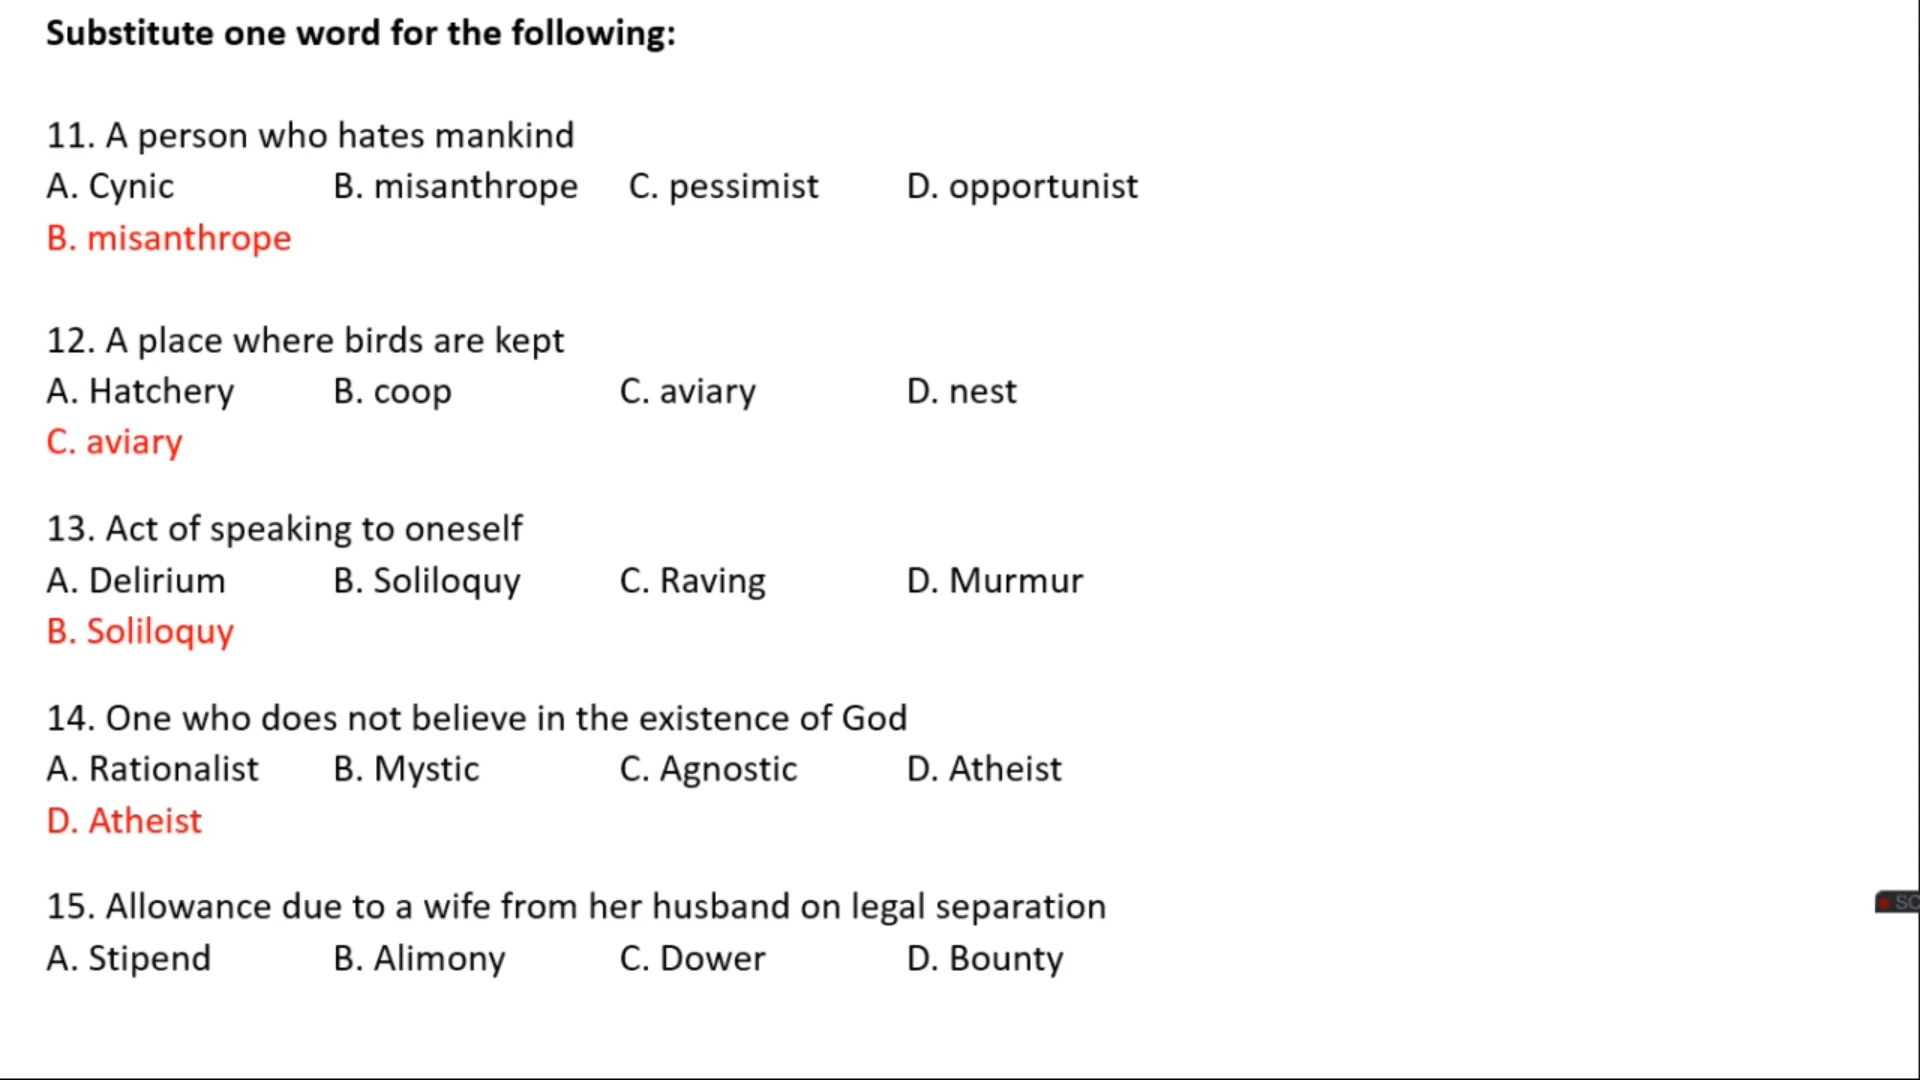 Substitute one word for the following:
11. A person who hates mankind
A. Cynic B. misanthrope C. pessimist D. opportunist
B. misanthrope
12. A place where birds are kept
A. Hatchery B. coop C. aviary D. nest
C. aviary
13. Act of speaking to oneself
A. Delirium B. Soliloquy C. Raving D. Murmur
B. Soliloquy
14. One who does not believe in the existence of God
A. Rationalist B. Mystic C. Agnostic D. Atheist
D. Atheist
15. Allowance due to a wife from her husband on legal separation
A. Stipend B. Alimony C. Dower D. Bounty